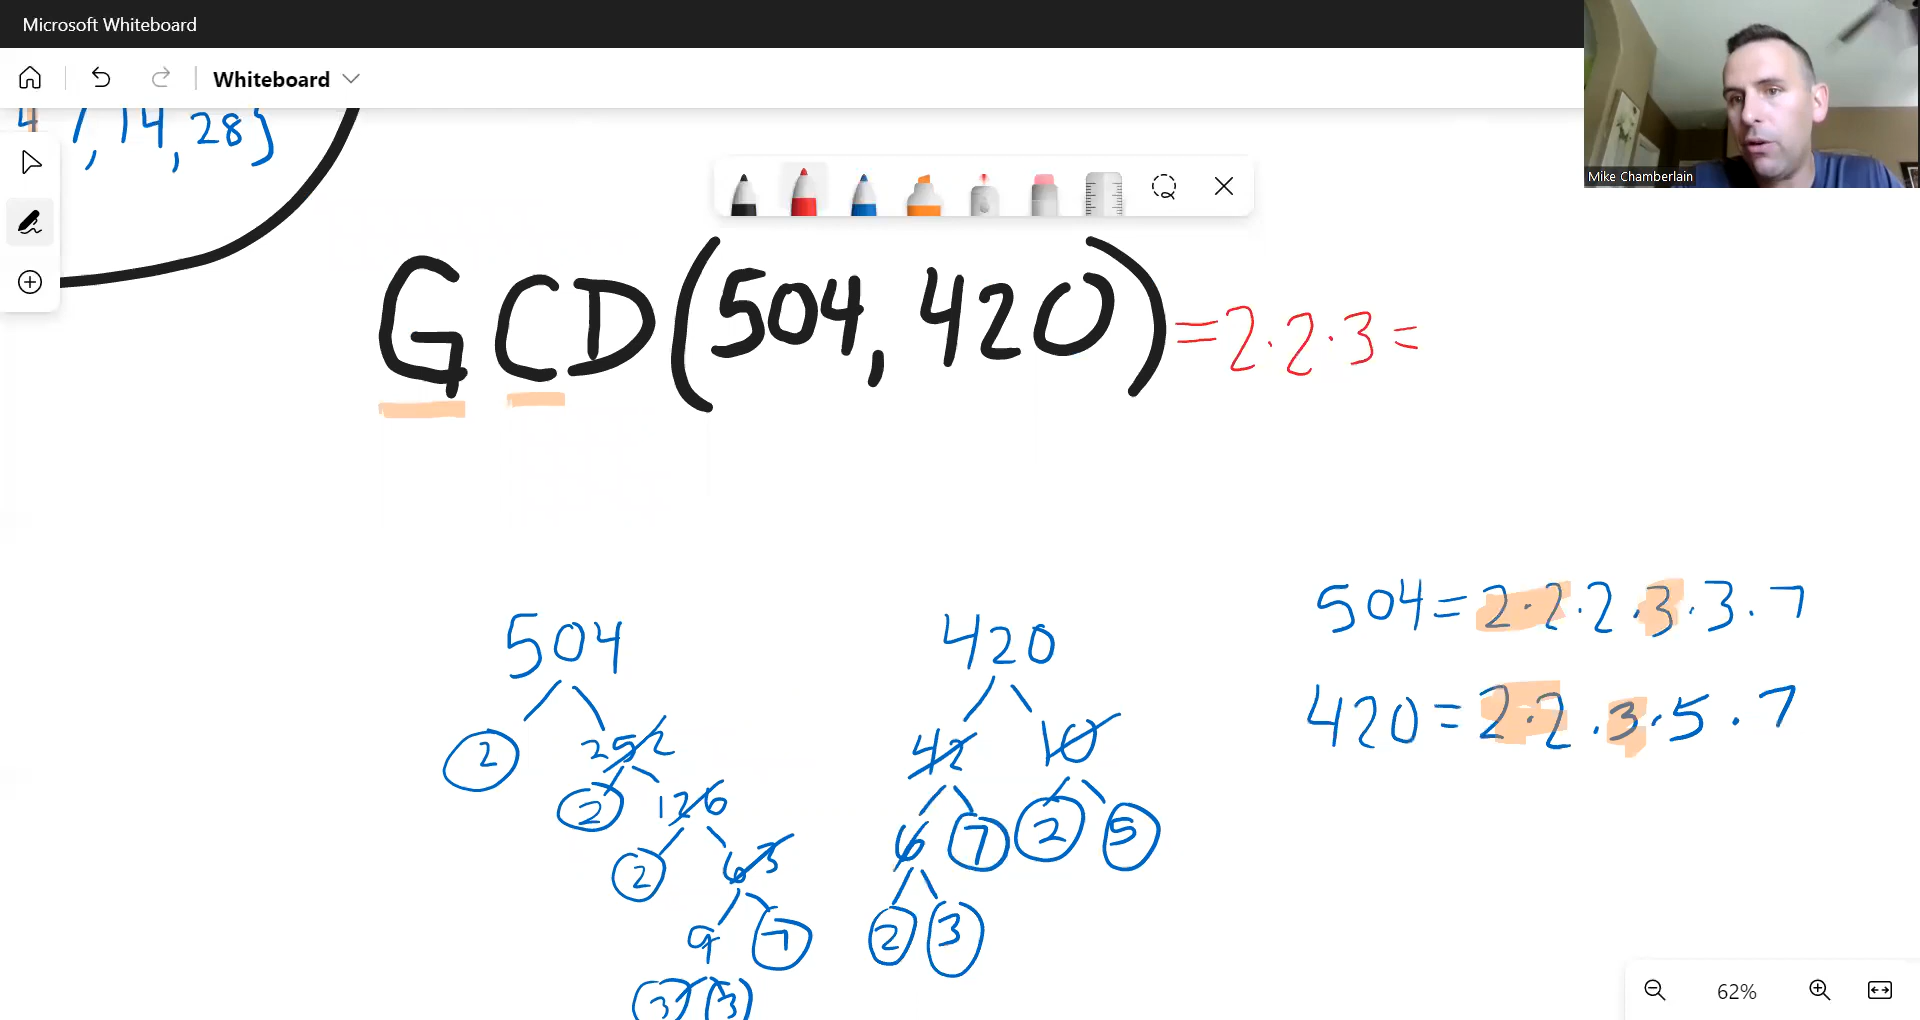 Microsoft Whiteboard
Whiteboard
Mike Chamberlain
4 7, 14, 28}
GCD(504, 420) = 2·2·3 =
504 = 2·2·2·3·3·7
420 = 2·2·3·5·7
504
2 252
2 126
2 63
9 7
3 3
420
42 10
6 7 2 5
2 3
62%